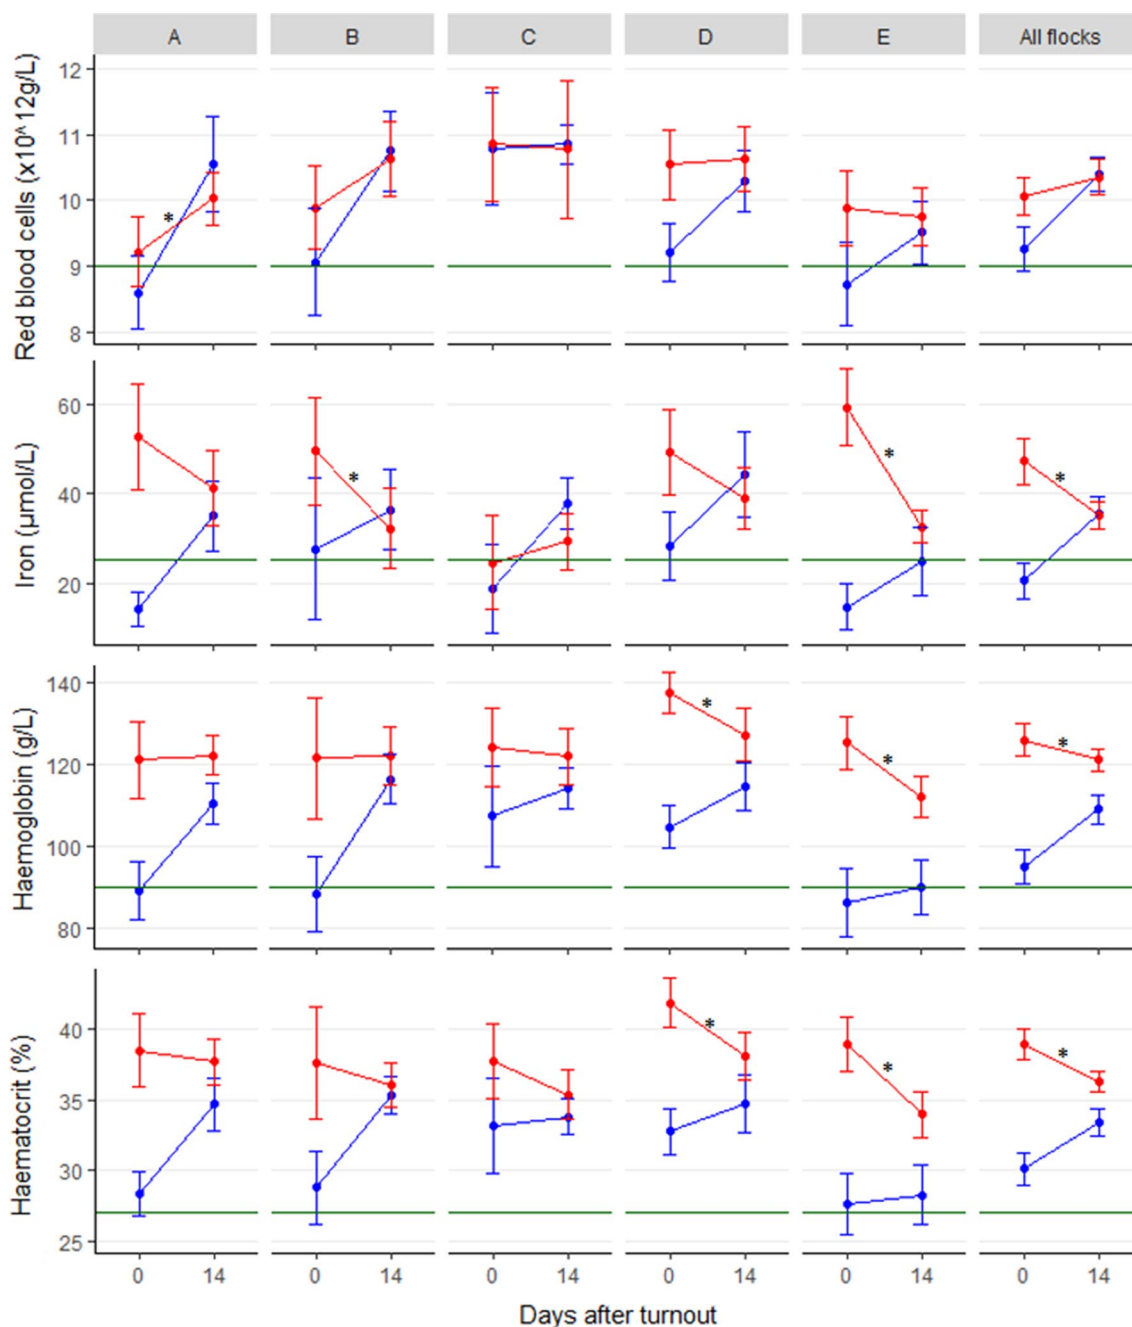 A B C D E All flocks
Red blood cells (x10^12g/L)
12
11
10
9
8
*
Iron (µmol/L)
60
40
20
* * *
Haemoglobin (g/L)
140
120
100
80
* * *
Haematocrit (%)
40
35
30
25
* * *
0 14 0 14 0 14 0 14 0 14 0 14
Days after turnout